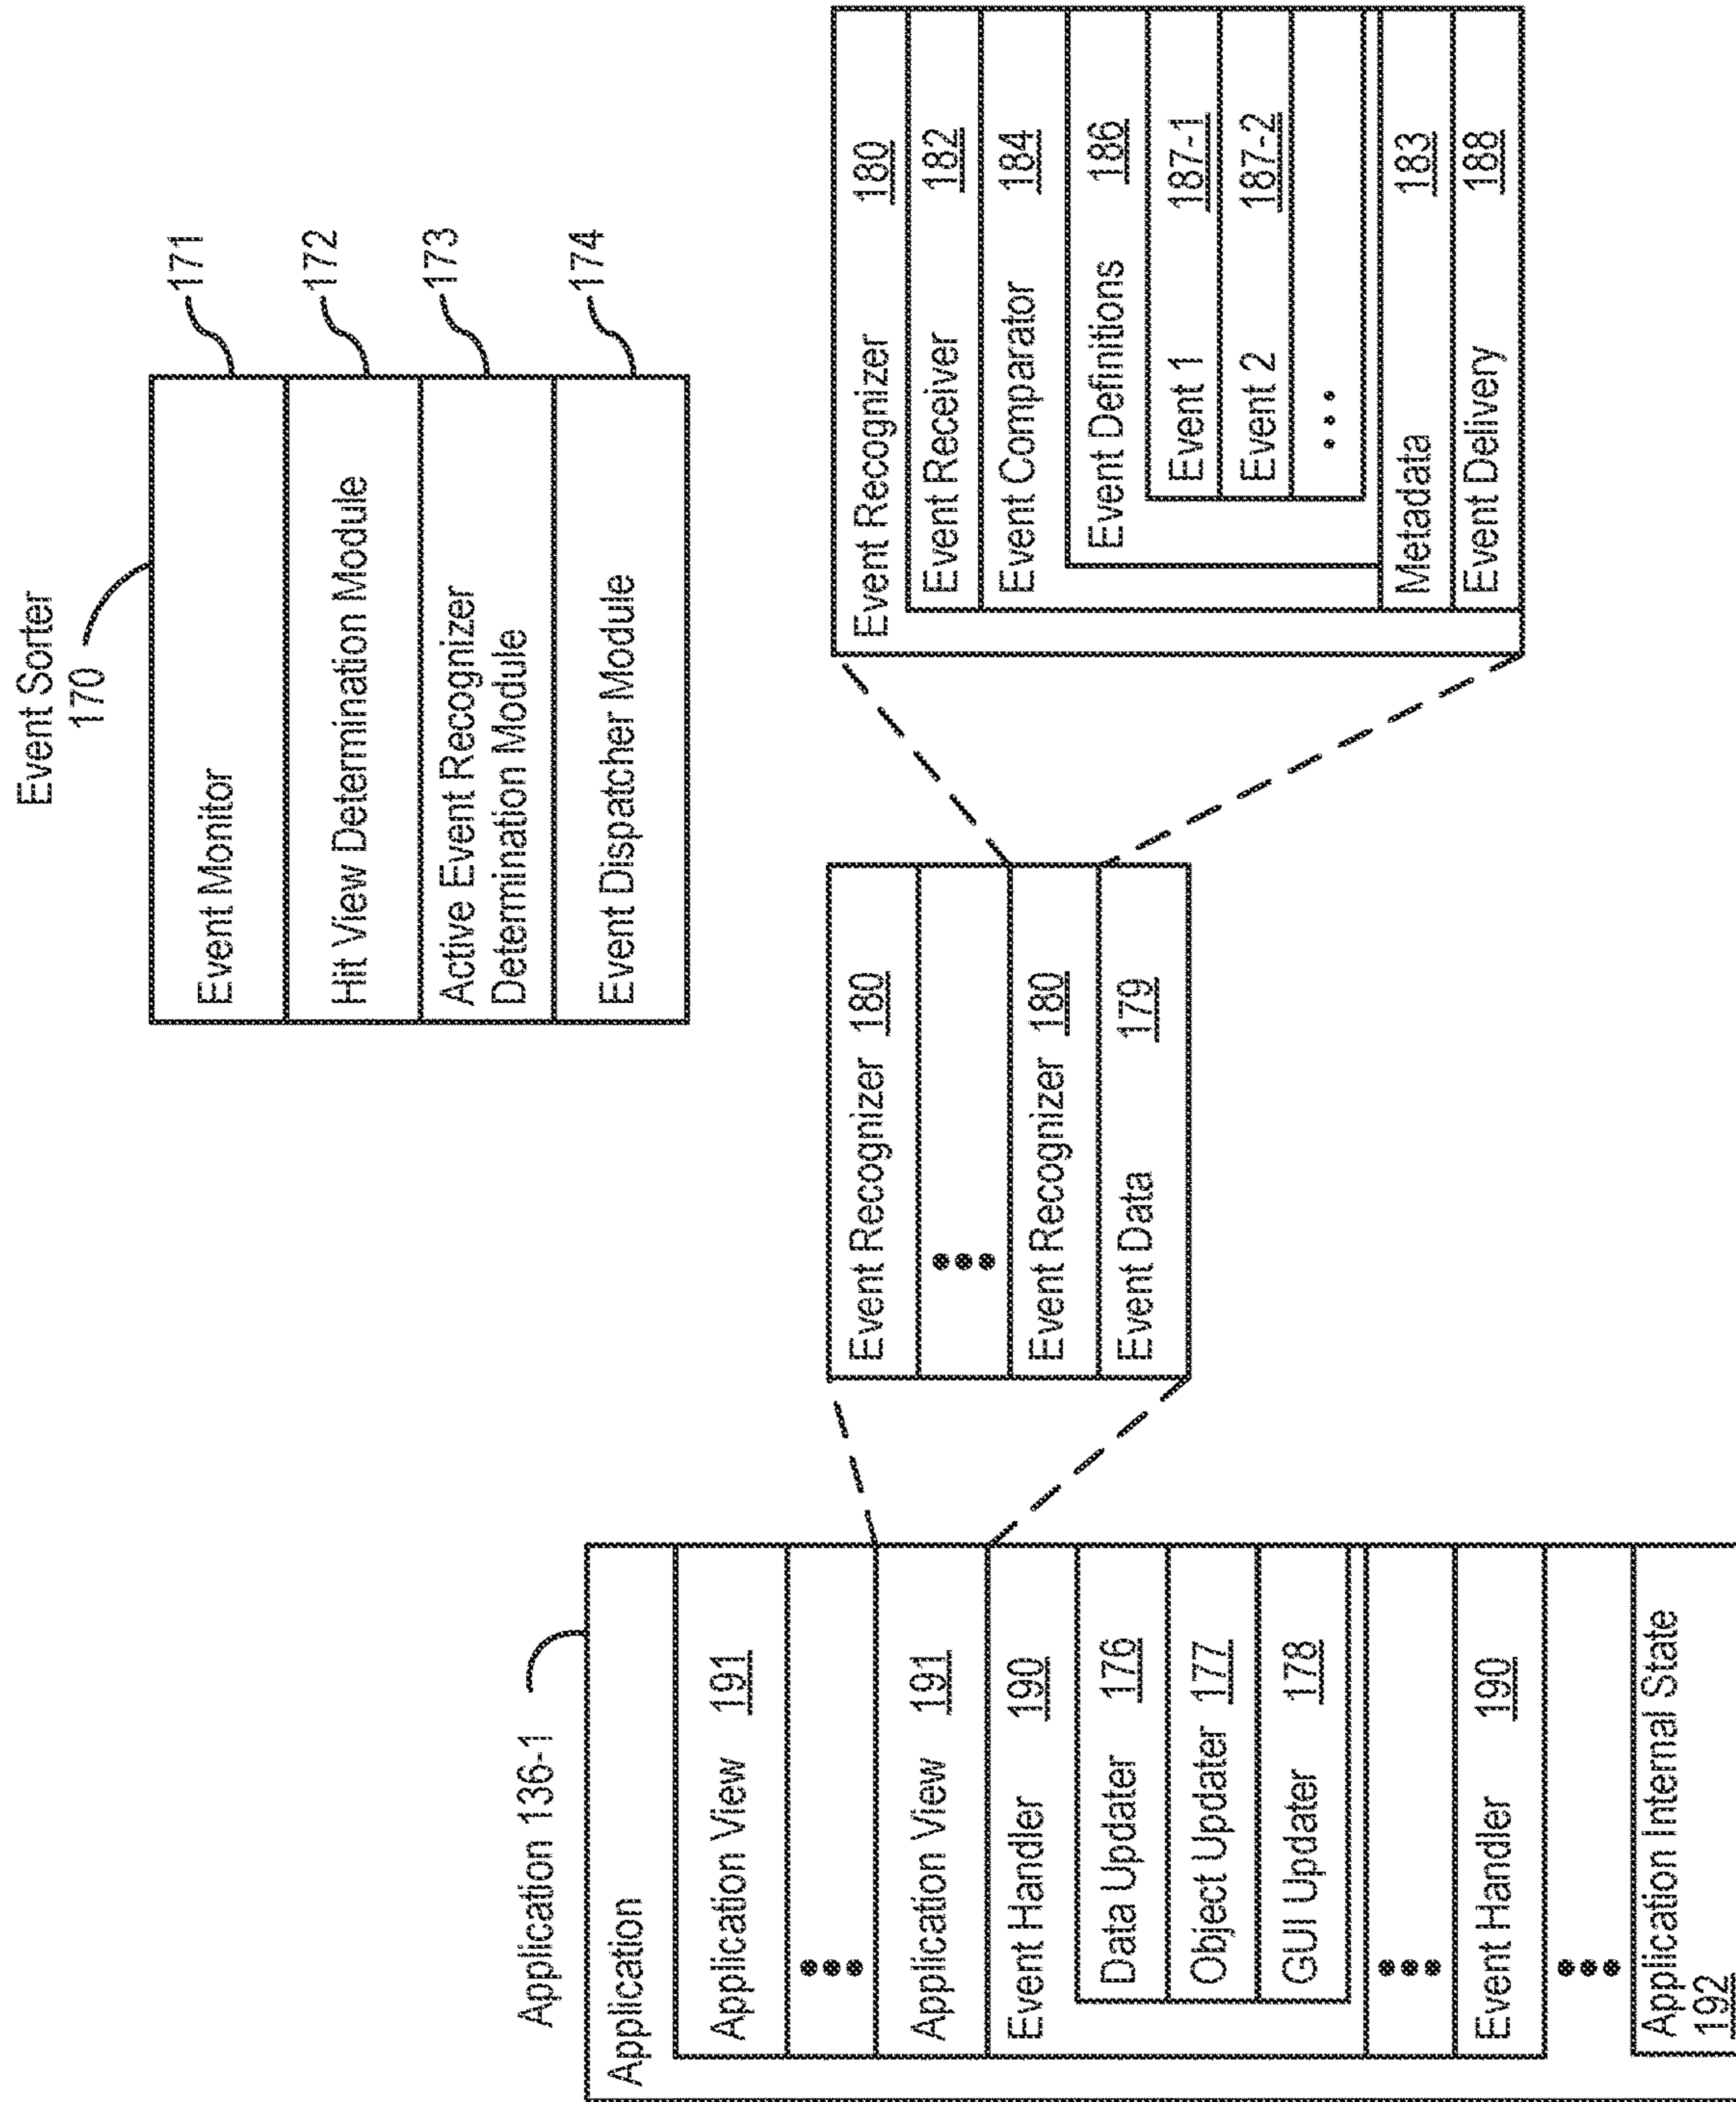 Event Sorter
170
Event Monitor
171
Hit View Determination Module
172
Active Event Recognizer
Determination Module
173
Event Dispatcher Module
174
Application 136-1
Application
Application View 191
•••
Application View 191
Event Handler 190
Data Updater 176
Object Updater 177
GUI Updater 178
•••
Event Handler 190
•••
Application Internal State
192
Event Recognizer 180
•••
Event Recognizer 180
Event Data 179
Event Recognizer 180
Event Receiver 182
Event Comparator 184
Event Definitions 186
Event 1 187-1
Event 2 187-2
•••
Metadata 183
Event Delivery 188